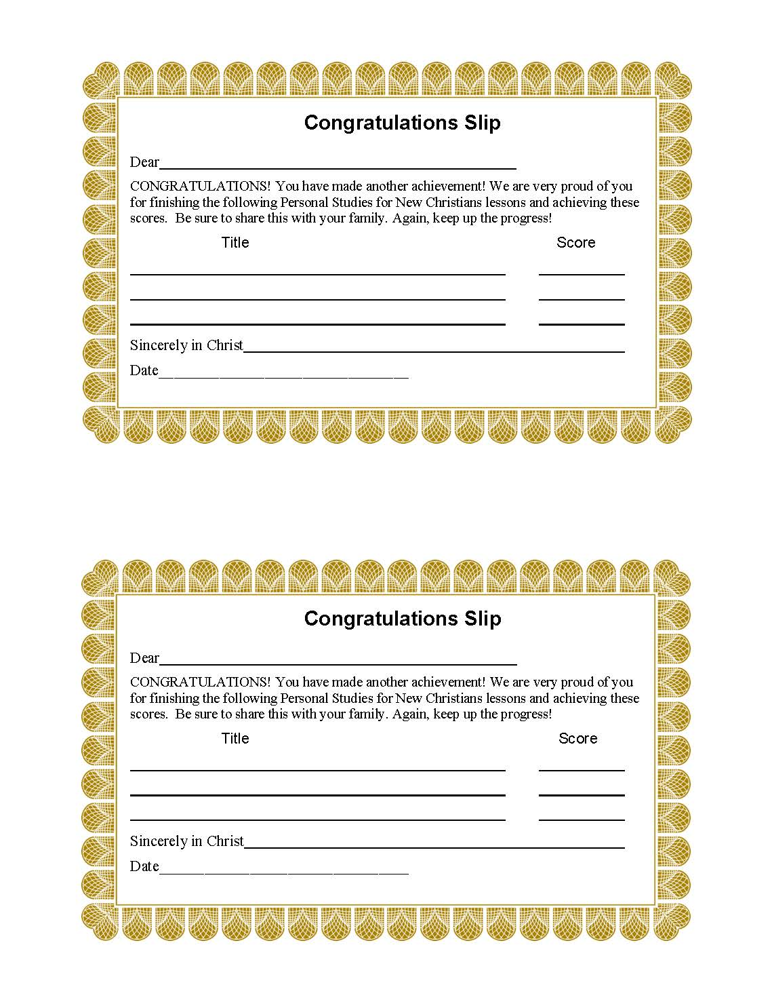 Congratulations Slip
Dear
CONGRATULATIONS! You have made another achievement! We are very proud of you
for finishing the following Personal Studies for New Christians lessons and achieving these
scores.  Be sure to share this with your family. Again, keep up the progress!
Title Score
Sincerely in Christ
Date
Congratulations Slip
Dear
CONGRATULATIONS! You have made another achievement! We are very proud of you
for finishing the following Personal Studies for New Christians lessons and achieving these
scores.  Be sure to share this with your family. Again, keep up the progress!
Title Score
Sincerely in Christ
Date